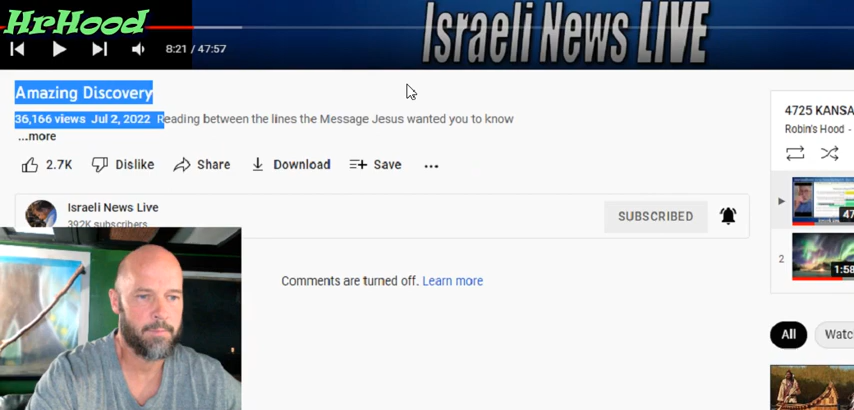 HrHood
Israeli News LIVE
8:21 / 47:57
Amazing Discovery
36,166 views Jul 2, 2022 Reading between the lines the Message Jesus wanted you to know
...more
2.7K Dislike Share Download Save
4725 KANSA
Robin's Hood -
Israeli News Live
392K subscribers
SUBSCRIBED
47
2
1:58
Comments are turned off. Learn more
All Watc